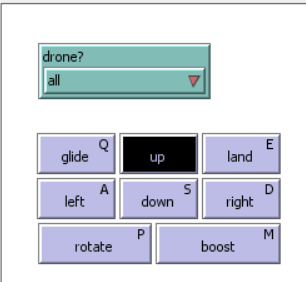 drone?
all
Q
glide
up
E
land
A
left
S
down
D
right
P
rotate
M
boost